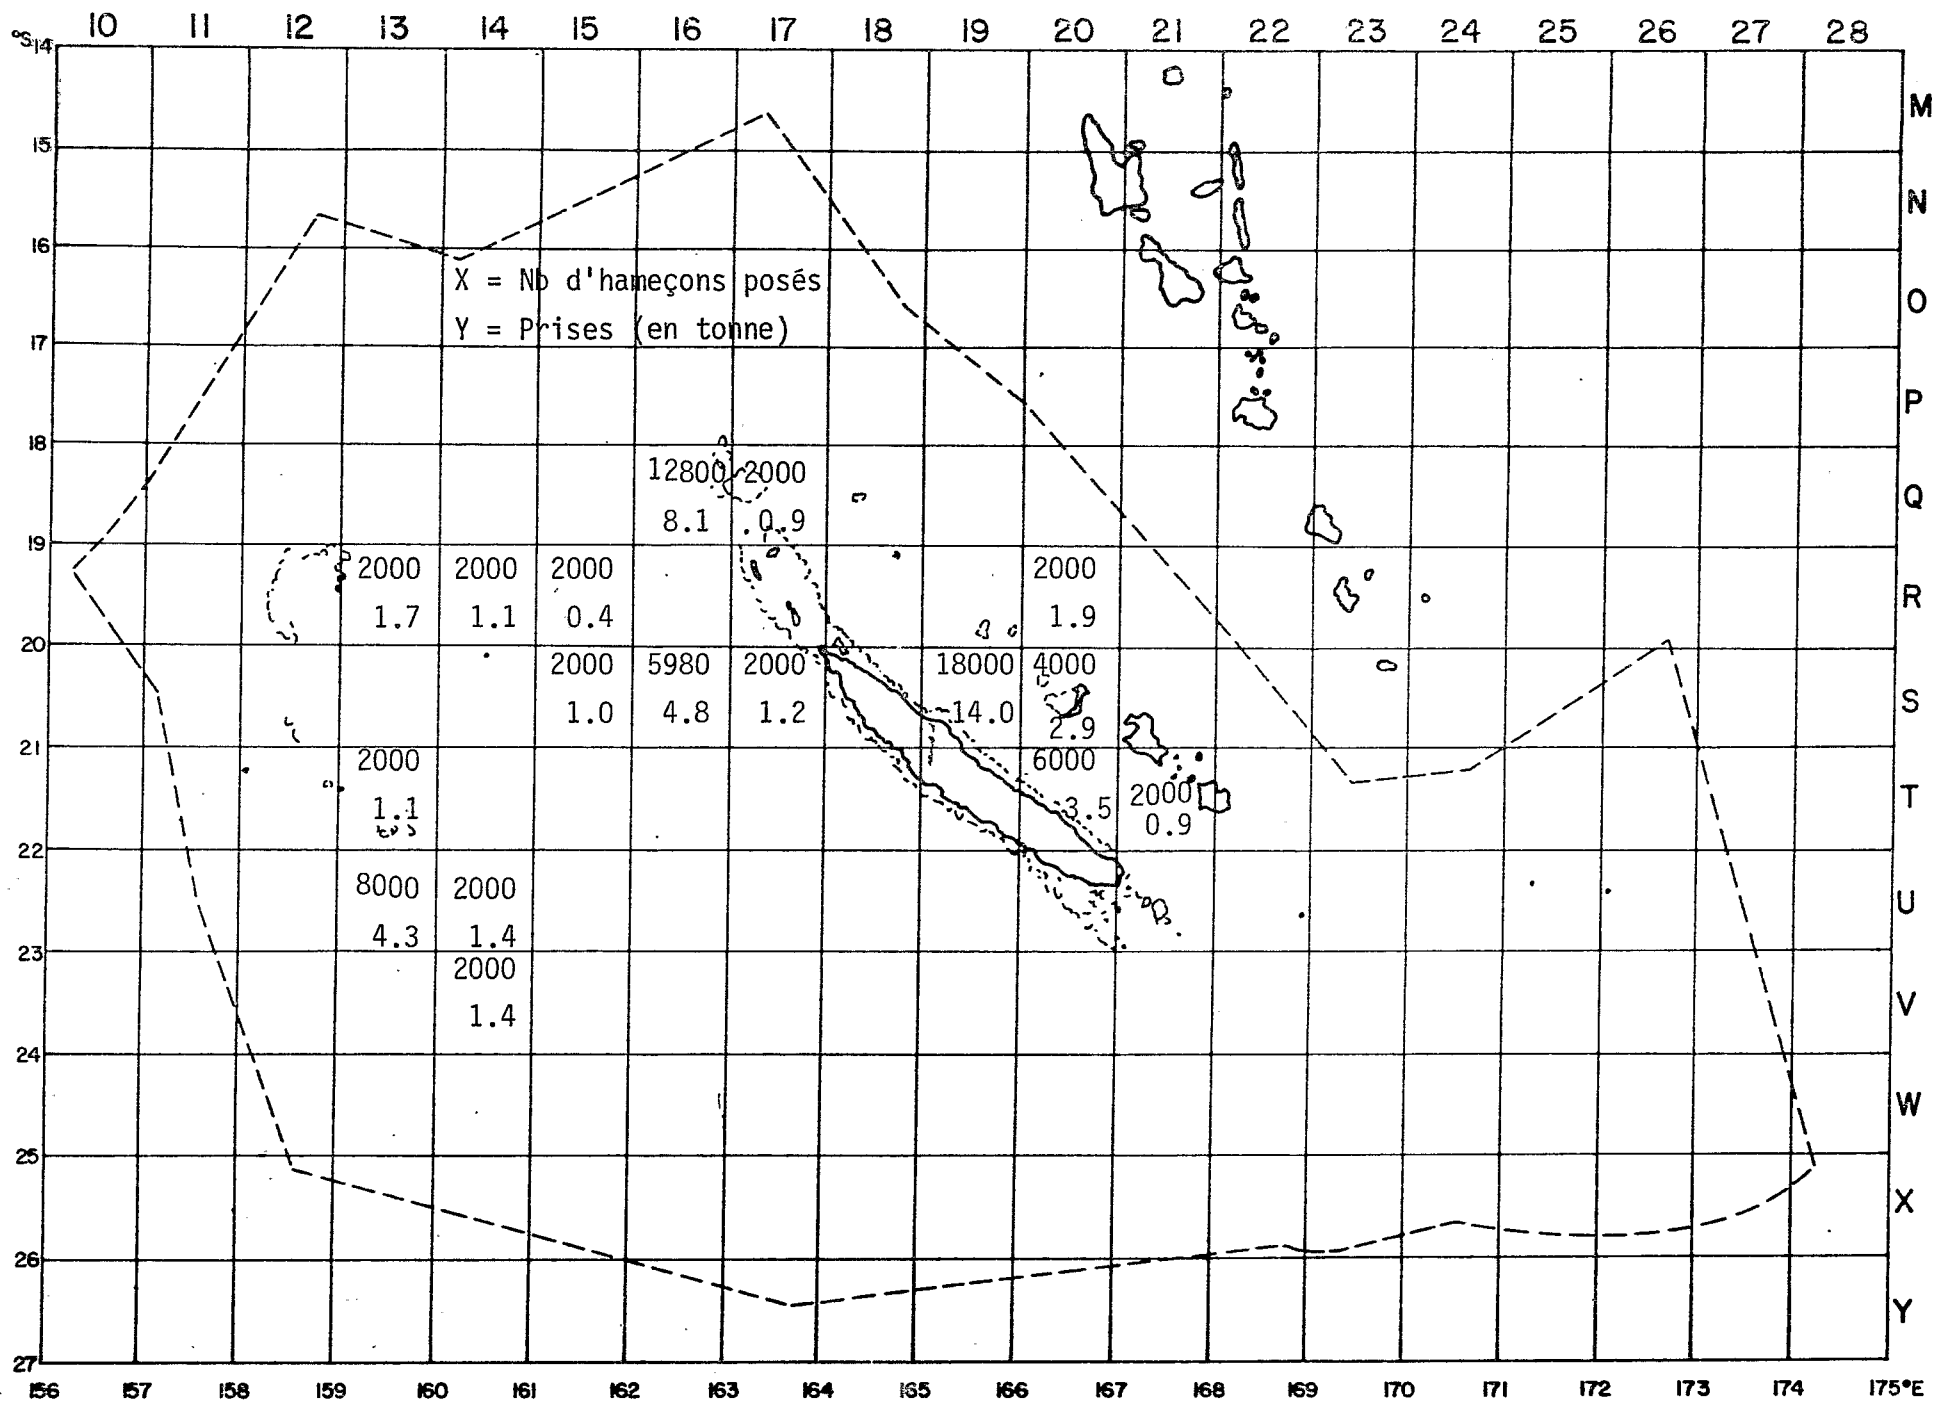 10 11 12 13 14 15 16 17 18 19 20 21 22 23 24 25 26 27 28
°S 14
M
15
N
16
X = Nb d'hameçons posés
O
Y = Prises (en tonne)
17
P
18
12800 2000
Q
8.1 0.9
19
2000 2000 2000 2000
R
1.7 1.1 0.4 1.9
20
2000 5980 2000 18000 4000
S
1.0 4.8 1.2 14.0 2.9
21
2000 6000
T
1.1 3.5 2000
0.9
22
8000 2000
U
4.3 1.4
23
2000
V
1.4
24
W
25
X
26
Y
27
156 157 158 159 160 161 162 163 164 165 166 167 168 169 170 171 172 173 174 175°E